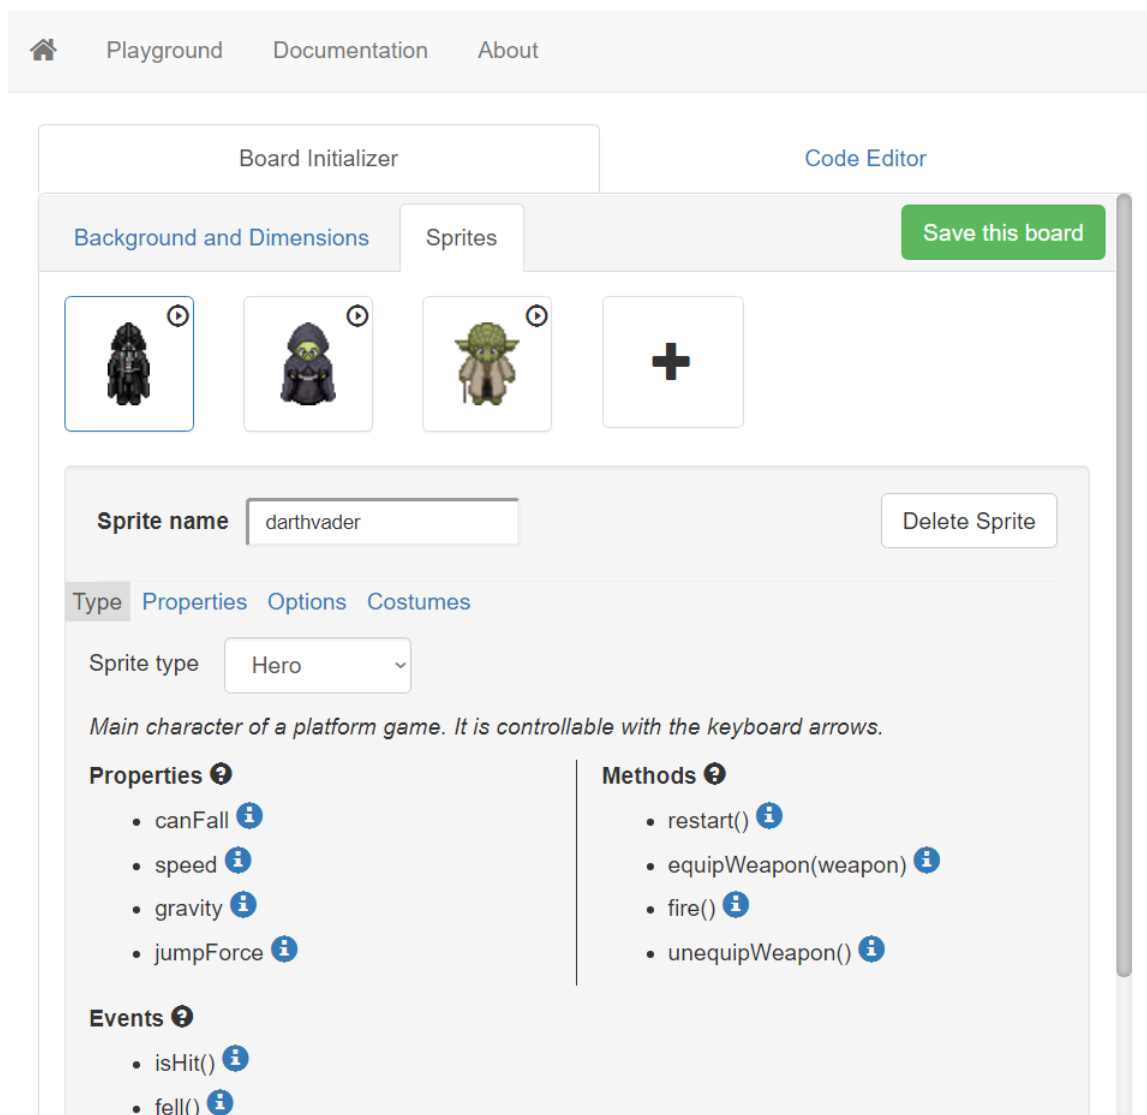 Playground Documentation About
Board Initializer Code Editor
Background and Dimensions Sprites Save this board
Sprite name darthvader Delete Sprite
Type Properties Options Costumes
Sprite type Hero
Main character of a platform game. It is controllable with the keyboard arrows.
Properties
canFall
speed
gravity
jumpForce
Methods
restart()
equipWeapon(weapon)
fire()
unequipWeapon()
Events
isHit()
fell()